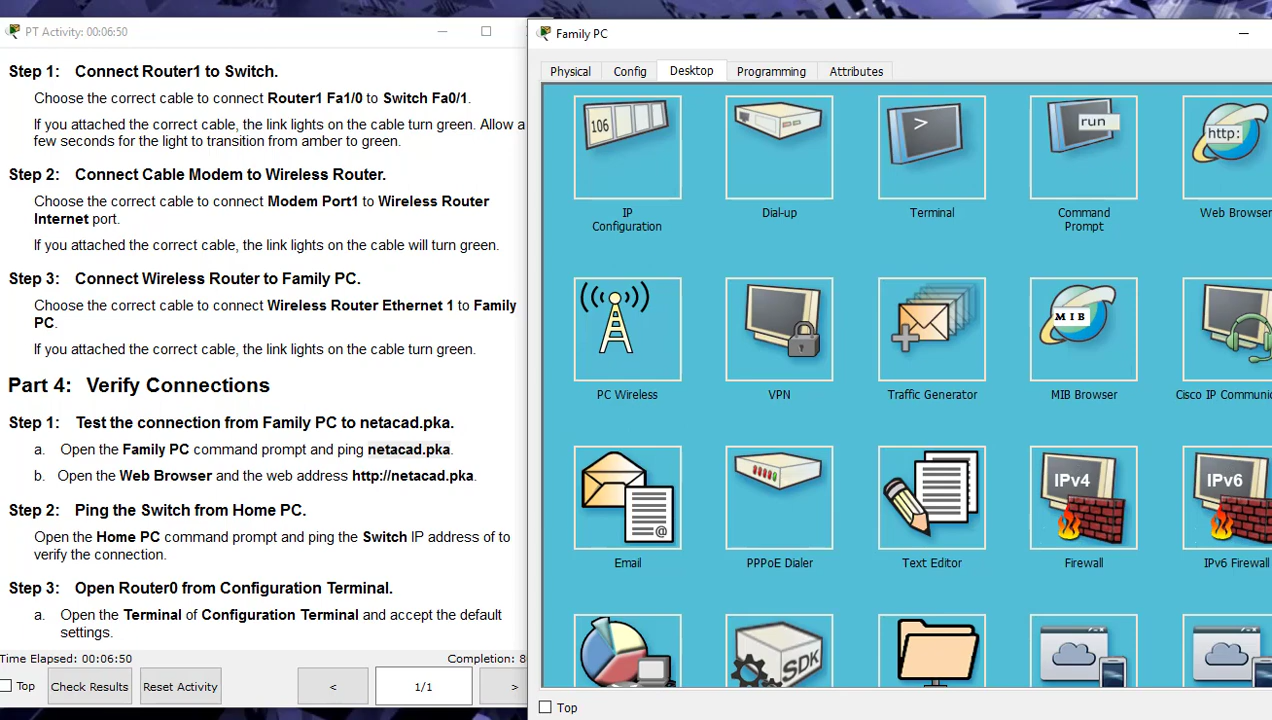 PT Activity: 00:06:50
Step 1: Connect Router1 to Switch.
Choose the correct cable to connect Router1 Fa1/0 to Switch Fa0/1.
If you attached the correct cable, the link lights on the cable turn green. Allow a
few seconds for the light to transition from amber to green.
Step 2: Connect Cable Modem to Wireless Router.
Choose the correct cable to connect Modem Port1 to Wireless Router
Internet port.
If you attached the correct cable, the link lights on the cable will turn green.
Step 3: Connect Wireless Router to Family PC.
Choose the correct cable to connect Wireless Router Ethernet 1 to Family
PC.
If you attached the correct cable, the link lights on the cable turn green.
Part 4: Verify Connections
Step 1: Test the connection from Family PC to netacad.pka.
a. Open the Family PC command prompt and ping netacad.pka.
b. Open the Web Browser and the web address http://netacad.pka.
Step 2: Ping the Switch from Home PC.
Open the Home PC command prompt and ping the Switch IP address of to
verify the connection.
Step 3: Open Router0 from Configuration Terminal.
a. Open the Terminal of Configuration Terminal and accept the default
settings.
Time Elapsed: 00:06:50 Completion: 8
Top Check Results Reset Activity < 1/1 >
Family PC
Physical Config Desktop Programming Attributes
106 > run http:
IP
Configuration
Dial-up
Terminal
Command
Prompt
Web Browser
MIB
PC Wireless
VPN
Traffic Generator
MIB Browser
Cisco IP Communic
@ IPv4 IPv6
Email
PPPoE Dialer
Text Editor
Firewall
IPv6 Firewall
SDK
Top